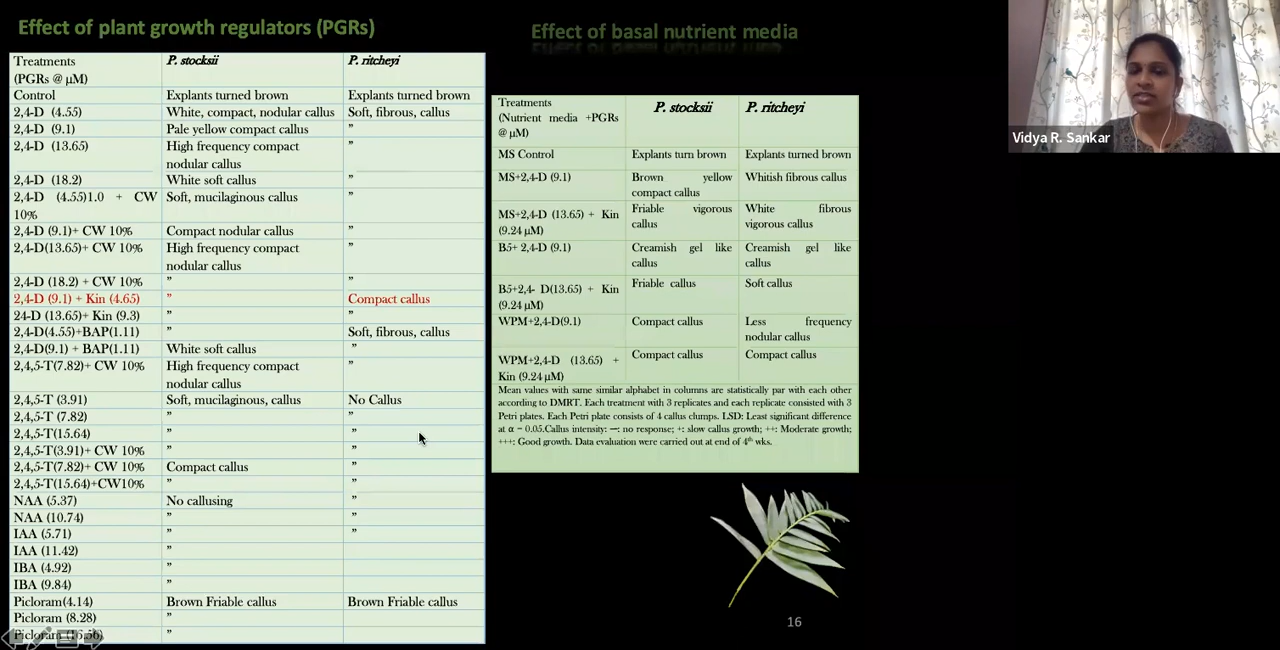 Effect of plant growth regulators (PGRs)
Treatments P. stocksii P. ritcheyi
(PGRs @ µM)
Control Explants turned brown Explants turned brown
2,4-D (4.55) White, compact, nodular callus Soft, fibrous, callus
2,4-D (9.1) Pale yellow compact callus ”
2,4-D (13.65) High frequency compact ”
nodular callus
2,4-D (18.2) White soft callus ”
2,4-D (4.55)1.0 + CW Soft, mucilaginous callus ”
10%
2,4-D (9.1)+ CW 10% Compact nodular callus ”
2,4-D(13.65)+ CW 10% High frequency compact ”
nodular callus
2,4-D (18.2) + CW 10% ” ”
2,4-D (9.1) + Kin (4.65) ” Compact callus
24-D (13.65)+ Kin (9.3) ” ”
2,4-D(4.55)+BAP(1.11) ” Soft, fibrous, callus
2,4-D(9.1) + BAP(1.11) White soft callus ”
2,4,5-T(7.82)+ CW 10% High frequency compact ”
nodular callus
2,4,5-T (3.91) Soft, mucilaginous, callus No Callus
2,4,5-T (7.82) ” ”
2,4,5-T(15.64) ” ”
2,4,5-T(3.91)+ CW 10% ” ”
2,4,5-T(7.82)+ CW 10% Compact callus ”
2,4,5-T(15.64)+CW10% ” ”
NAA (5.37) No callusing ”
NAA (10.74) ” ”
IAA (5.71) ” ”
IAA (11.42) ”
IBA (4.92) ”
IBA (9.84) ”
Picloram(4.14) Brown Friable callus Brown Friable callus
Picloram (8.28) ”
Picloram (16.56) ”
Effect of basal nutrient media
Treatments P. stocksii P. ritcheyi
(Nutrient media +PGRs
@ µM)
MS Control Explants turn brown Explants turned brown
MS+2,4-D (9.1) Brown yellow Whitish fibrous callus
compact callus
MS+2,4-D (13.65) + Kin Friable vigorous White fibrous
(9.24 µM) callus vigorous callus
B5+ 2,4-D (9.1) Creamish gel like Creamish gel like
callus callus
B5+2,4- D(13.65) + Kin Friable callus Soft callus
(9.24 µM)
WPM+2,4-D(9.1) Compact callus Less frequency
nodular callus
WPM+2,4-D (13.65) + Compact callus Compact callus
Kin (9.24 µM)
Mean values with same similar alphabet in columns are statistically par with each other
according to DMRT. Each treatment with 3 replicates and each replicate consisted with 3
Petri plates. Each Petri plate consists of 4 callus clumps. LSD: Least significant difference
at α = 0.05.Callus intensity: —: no response; +: slow callus growth; ++: Moderate growth;
+++: Good growth. Data evaluation were carried out at end of 4th wks.
16
Vidya R. Sankar